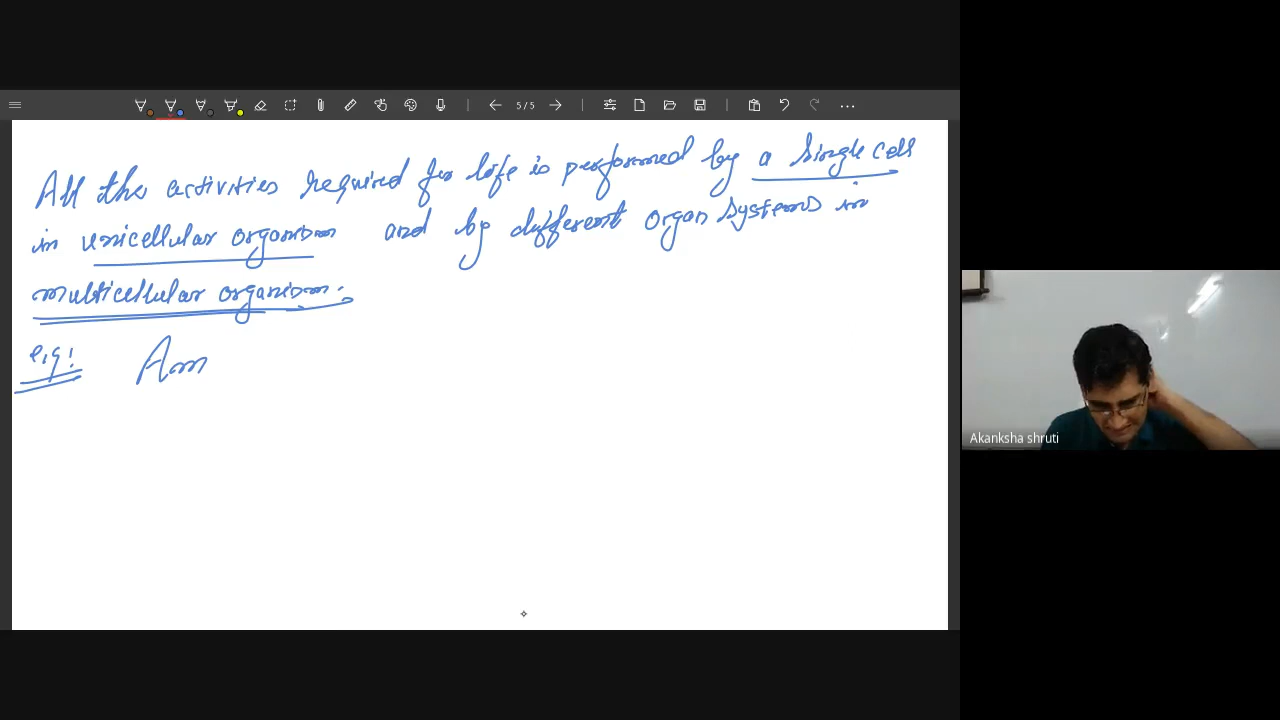 5/5
All the activities required for life is performed by a single cell
in unicellular organism and by different organ systems in
multicellular organism.
e.g! Am
Akanksha shruti